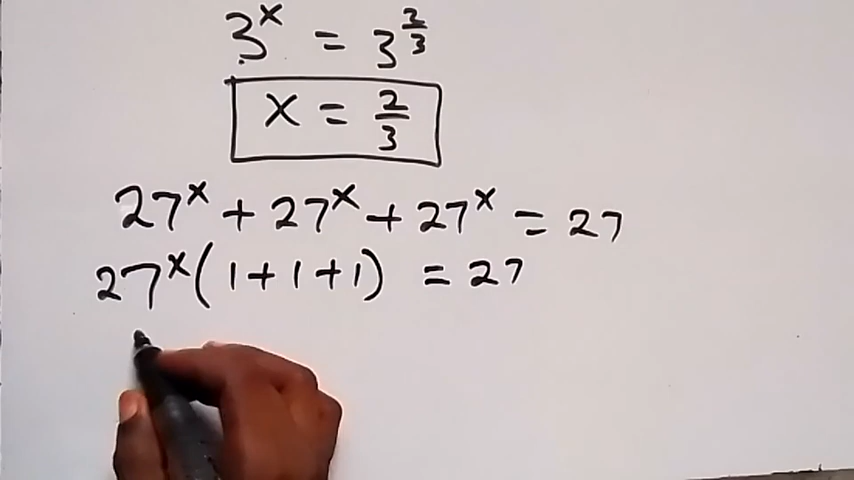 3^x = 3^(2/3)
x = 2/3
27^x + 27^x + 27^x = 27
27^x (1 + 1 + 1) = 27